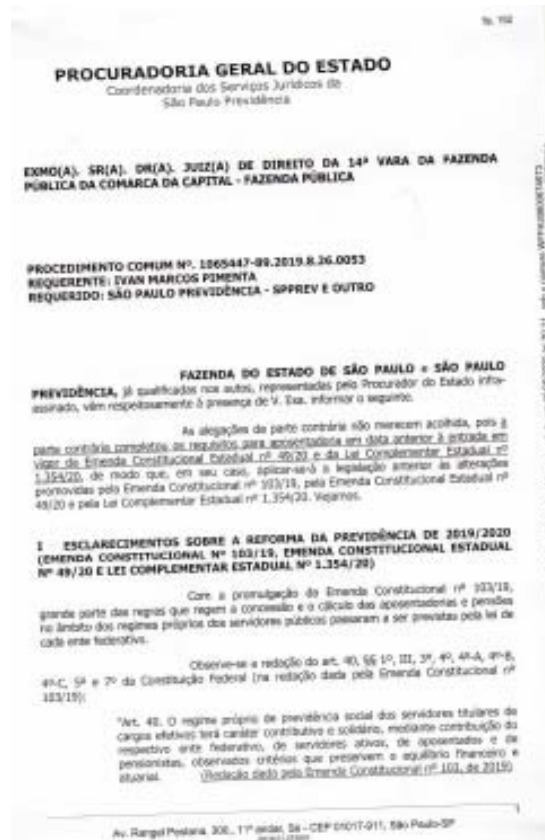 fls. 192
PROCURADORIA GERAL DO ESTADO
Coordenadoria dos Serviços Jurídicos da
São Paulo Previdência
EXMO(A). SR(A). DR(A). JUIZ(A) DE DIREITO DA 14ª VARA DA FAZENDA
PÚBLICA DA COMARCA DA CAPITAL - FAZENDA PÚBLICA
PROCEDIMENTO COMUM Nº. 1065447-89.2019.8.26.0053
REQUERENTE: IVAN MARCOS PIMENTA
REQUERIDO: SÃO PAULO PREVIDÊNCIA - SPPREV E OUTRO
FAZENDA DO ESTADO DE SÃO PAULO e SÃO PAULO
PREVIDÊNCIA, já qualificados nos autos, representadas pelo Procurador do Estado infra-
assinado, vêm respeitosamente à presença de V. Exa. informar o seguinte.
As alegações da parte contrária não merecem acolhida, pois a
parte contrária completou os requisitos para aposentadoria em data anterior à entrada em
vigor da Emenda Constitucional Estadual nº 49/20 e da Lei Complementar Estadual nº
1.354/20, de modo que, em seu caso, aplicar-se-á a legislação anterior às alterações
promovidas pela Emenda Constitucional nº 103/19, pela Emenda Constitucional Estadual nº
49/20 e pela Lei Complementar Estadual nº 1.354/20. Vejamos.
I ESCLARECIMENTOS SOBRE A REFORMA DA PREVIDÊNCIA DE 2019/2020
(EMENDA CONSTITUCIONAL Nº 103/19, EMENDA CONSTITUCIONAL ESTADUAL
Nº 49/20 E LEI COMPLEMENTAR ESTADUAL Nº 1.354/20)
Com a promulgação da Emenda Constitucional nº 103/19,
grande parte das regras que regem a concessão e o cálculo das aposentadorias e pensões
no âmbito dos regimes próprios dos servidores públicos passaram a ser previstas pela lei de
cada ente federativo.
Observe-se a redação do art. 40, §§ 1º, III, 3º, 4º, 4º-A, 4º-B,
4º-C, 5º e 7º da Constituição Federal (na redação dada pela Emenda Constitucional nº
103/19):
"Art. 40. O regime próprio de previdência social dos servidores titulares de
cargos efetivos terá caráter contributivo e solidário, mediante contribuição do
respectivo ente federativo, de servidores ativos, de aposentados e de
pensionistas, observados critérios que preservem o equilíbrio financeiro e
atuarial. (Redação dada pela Emenda Constitucional nº 103, de 2019)
1
Av. Rangel Pestana, 300, 11º andar, Sé - CEP 01017-911, São Paulo-SP